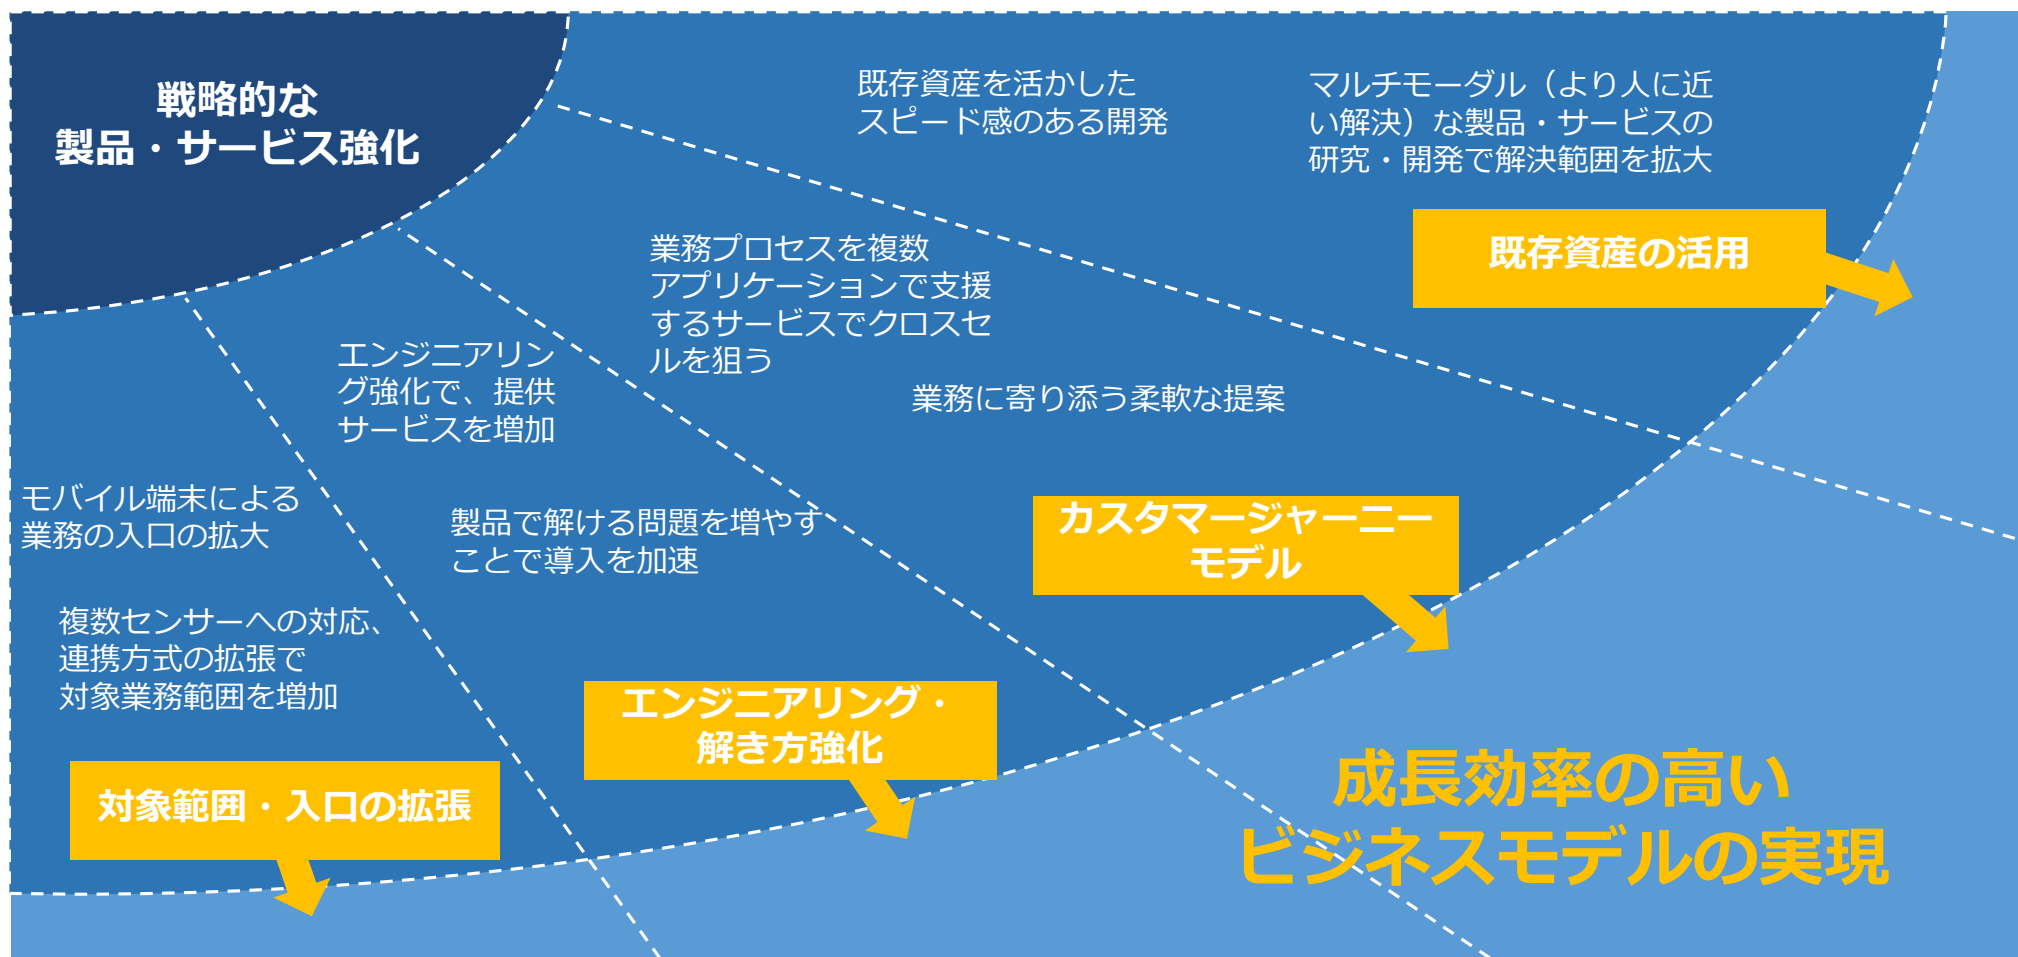 戦略的な
製品・サービス強化
既存資産を活かした
スピード感のある開発
マルチモーダル（より人に近
い解決）な製品・サービスの
研究・開発で解決範囲を拡大
既存資産の活用
業務プロセスを複数
アプリケーションで支援
するサービスでクロスセ
ルを狙う
業務に寄り添う柔軟な提案
カスタマージャーニー
モデル
エンジニアリン
グ強化で、提供
サービスを増加
製品で解ける問題を増やす
ことで導入を加速
エンジニアリング・
解き方強化
モバイル端末による
業務の入口の拡大
複数センサーへの対応、
連携方式の拡張で
対象業務範囲を増加
対象範囲・入口の拡張
成長効率の高い
ビジネスモデルの実現